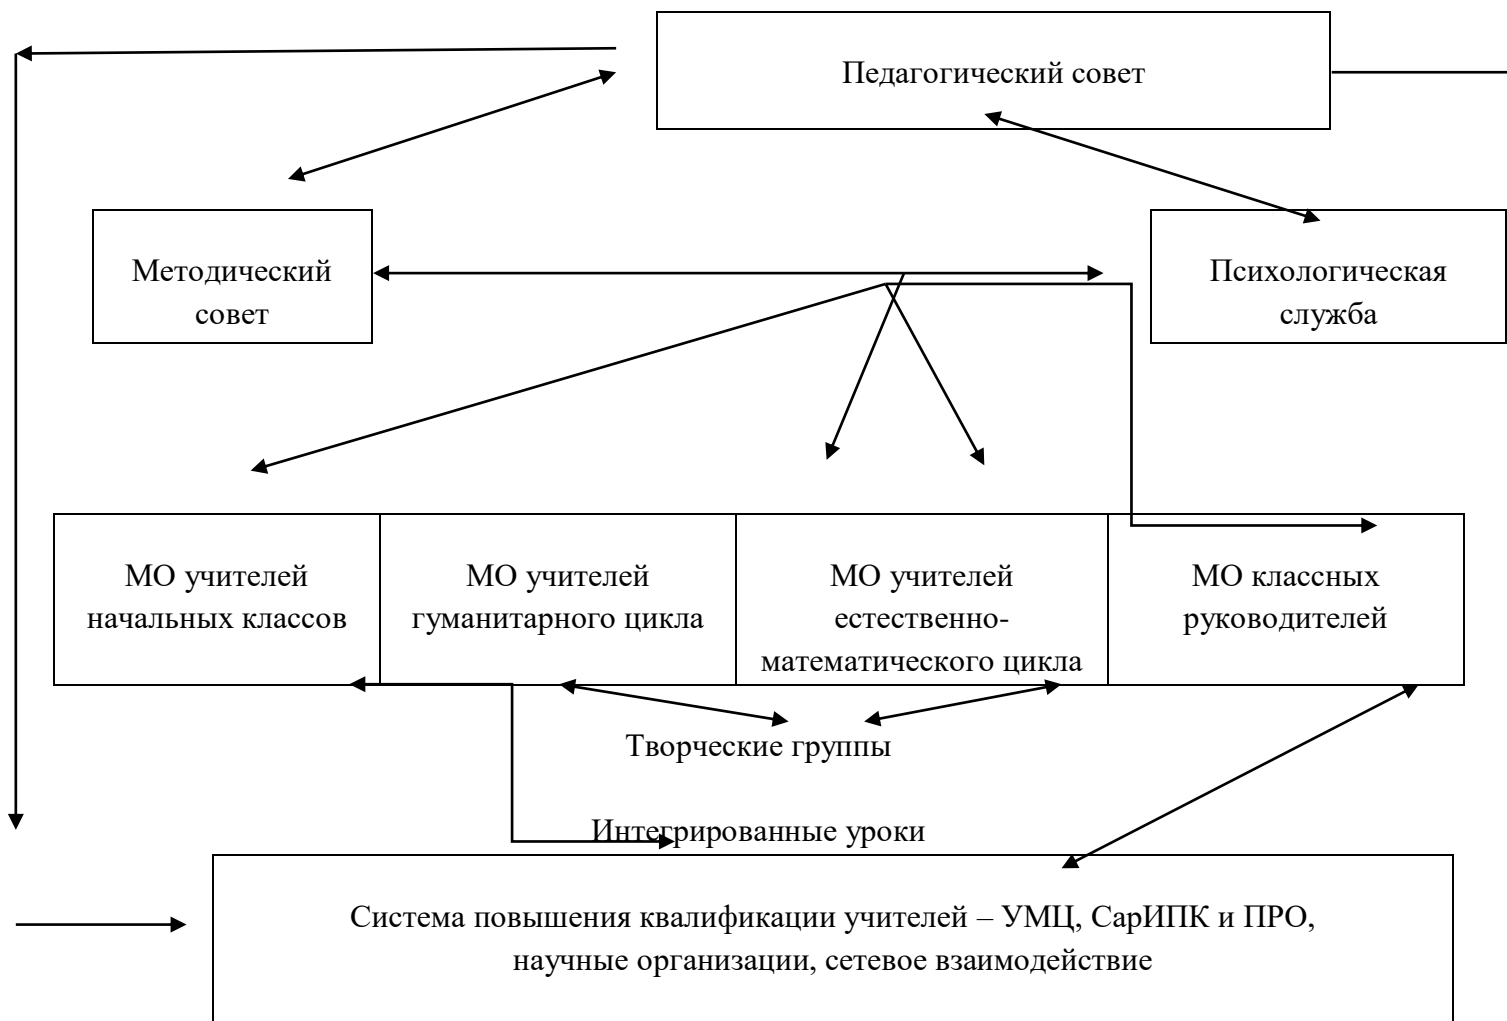 Педагогический совет
Методический
совет
Психологическая
служба
МО учителей
начальных классов
МО учителей
гуманитарного цикла
МО учителей
естественно-
математического цикла
МО классных
руководителей
Творческие группы
Интегрированные уроки
Система повышения квалификации учителей – УМЦ, СарИПК и ПРО,
научные организации, сетевое взаимодействие